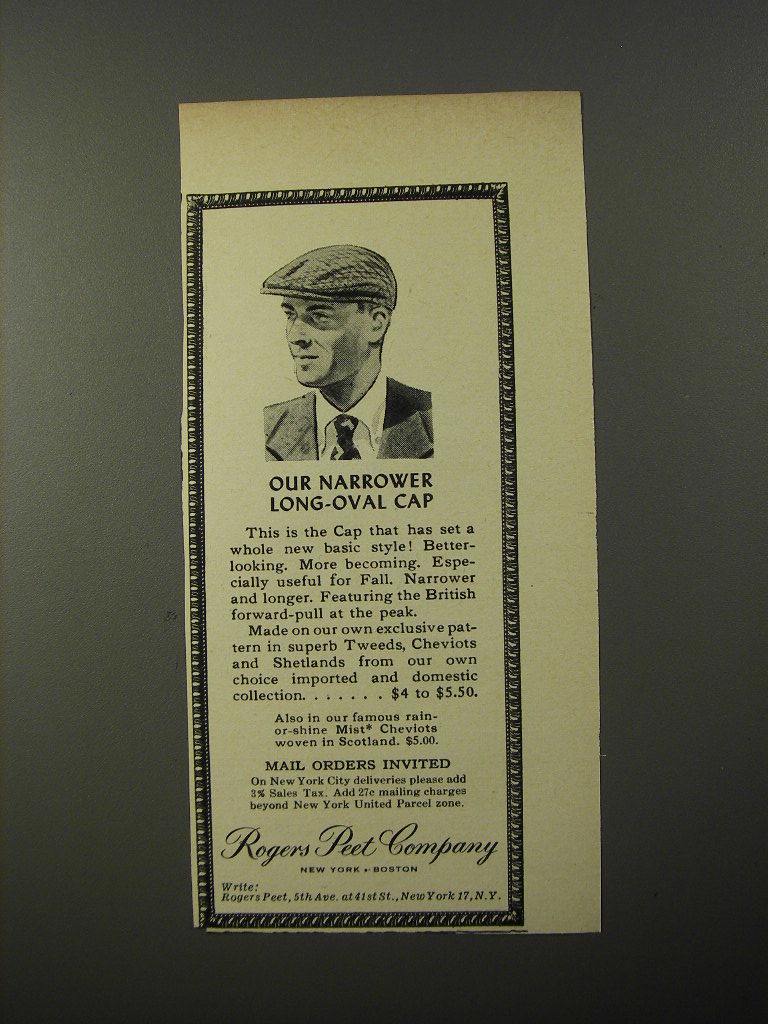 OUR NARROWER
LONG-OVAL CAP
This is the Cap that has set a
whole new basic style! Better-
looking. More becoming. Espe-
cially useful for Fall. Narrower
and longer. Featuring the British
forward-pull at the peak.
Made on our own exclusive pat-
tern in superb Tweeds, Cheviots
and Shetlands from our own
choice imported and domestic
collection. . . . . . . $4 to $5.50.
Also in our famous rain-
or-shine Mist* Cheviots
woven in Scotland. $5.00.
MAIL ORDERS INVITED
On New York City deliveries please add
3% Sales Tax. Add 27c mailing charges
beyond New York United Parcel zone.
Rogers Peet Company
NEW YORK • BOSTON
Write:
Rogers Peet, 5th Ave. at 41st St., New York 17, N.Y.